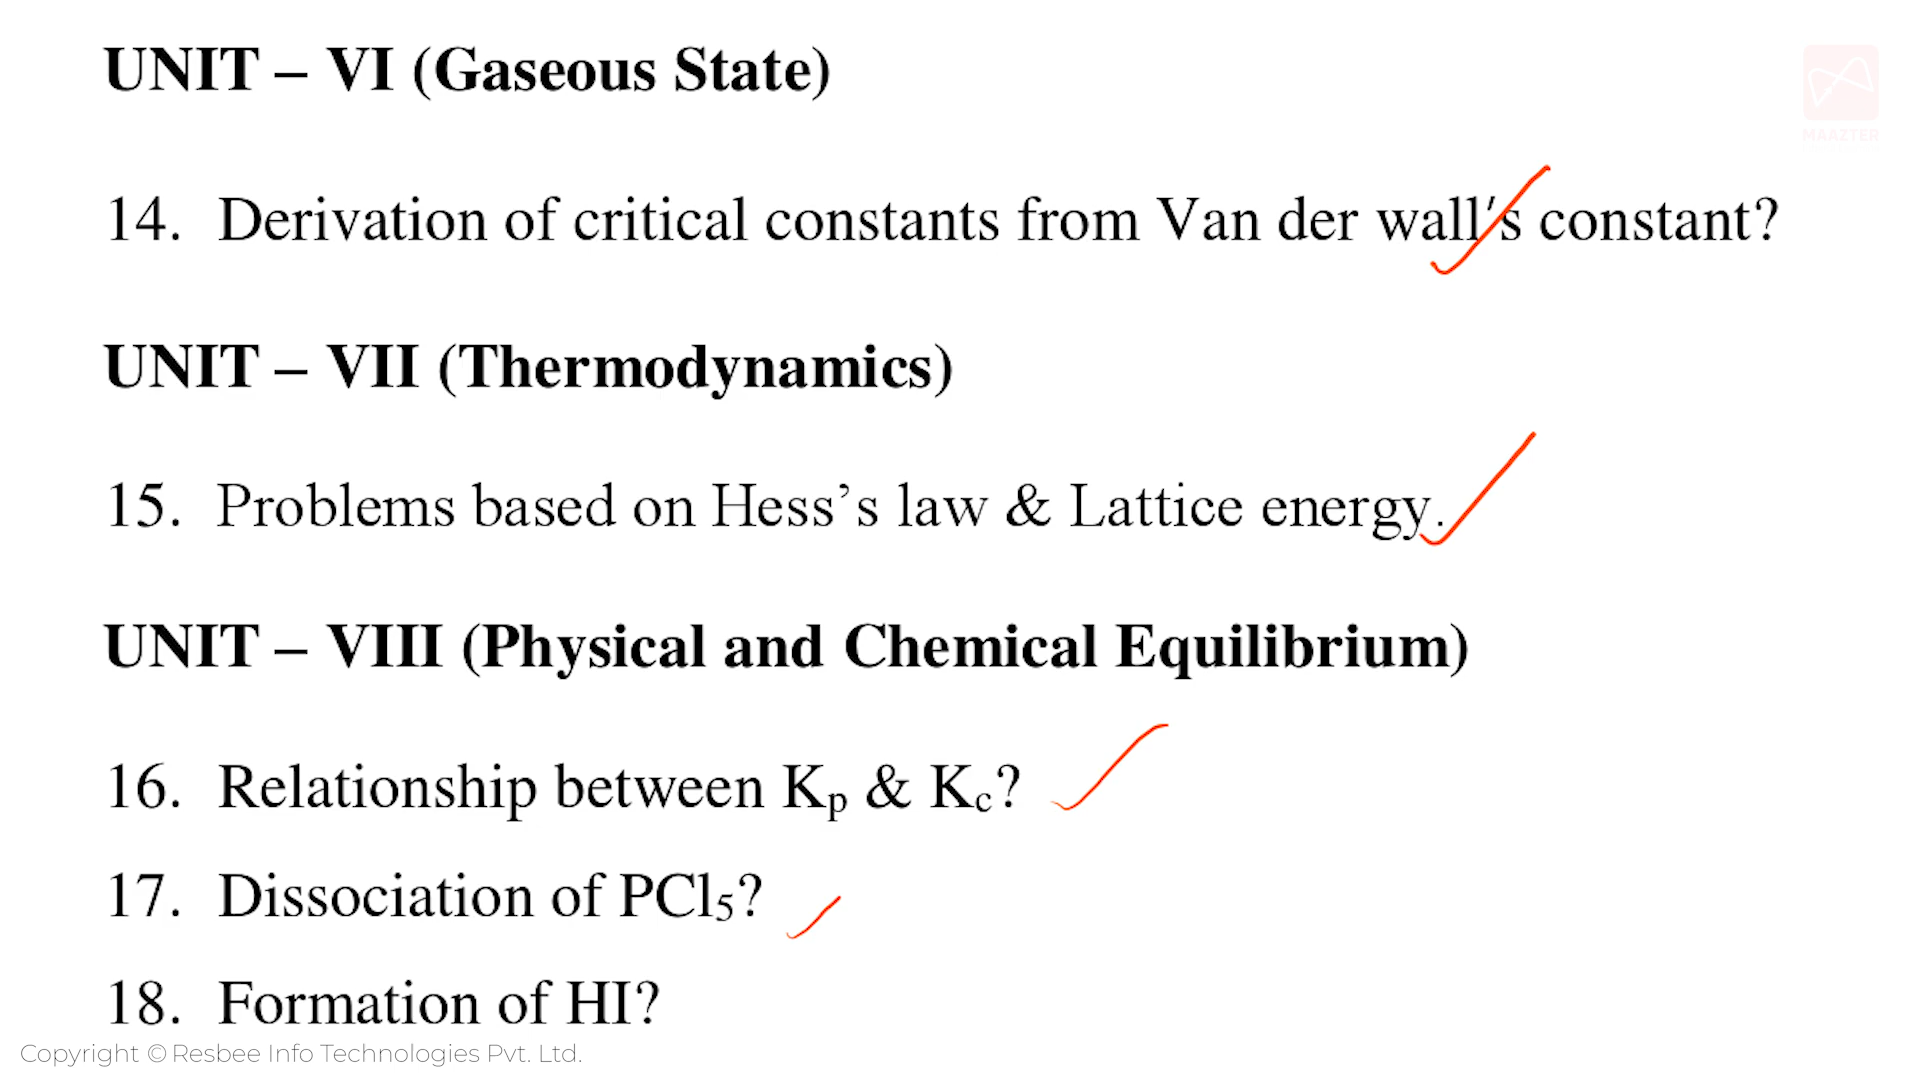 UNIT – VI (Gaseous State)
MAAZTER
14. Derivation of critical constants from Van der wall's constant?
UNIT – VII (Thermodynamics)
15. Problems based on Hess’s law & Lattice energy.
UNIT – VIII (Physical and Chemical Equilibrium)
16. Relationship between Kp & Kc?
17. Dissociation of PCl5?
18. Formation of HI?
Copyright © Resbee Info Technologies Pvt. Ltd.